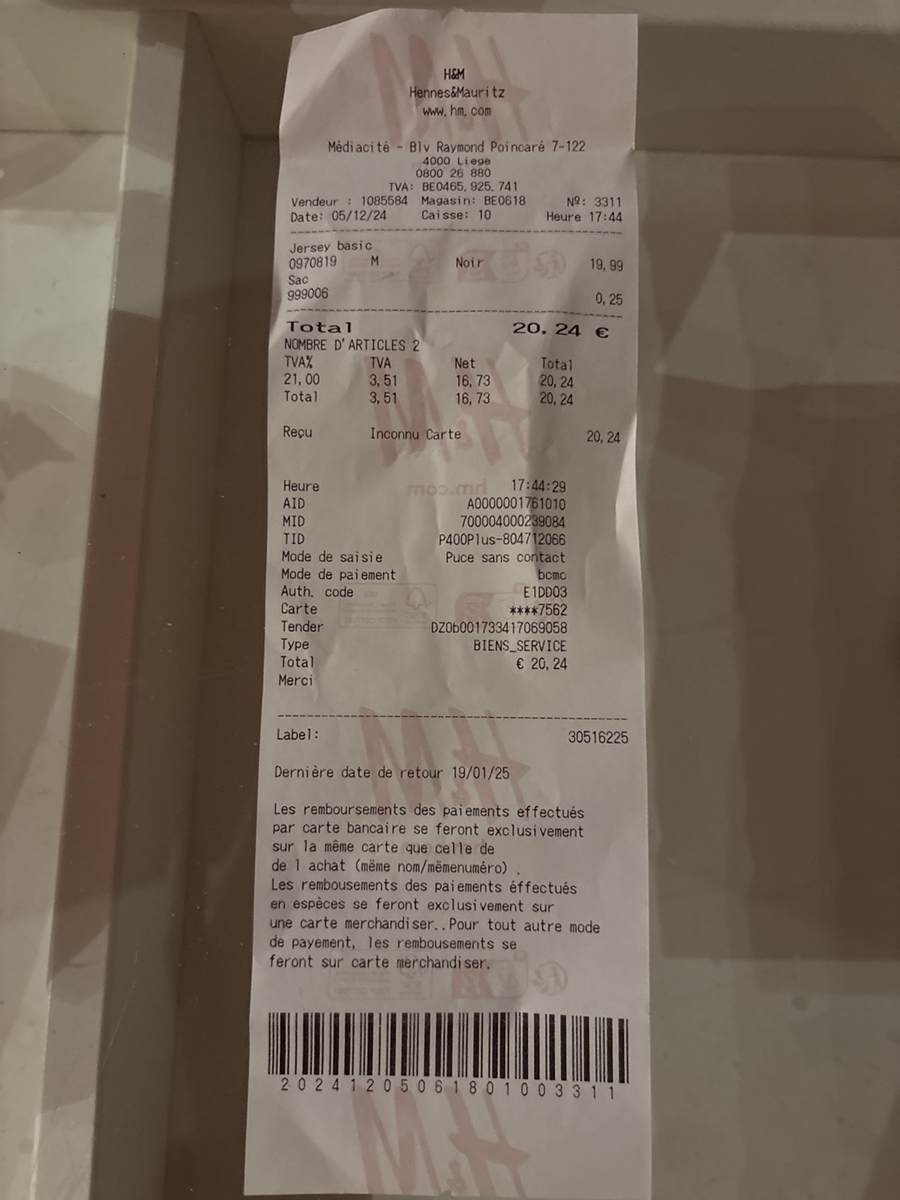 H&M
Hennes&Mauritz
www.hm.com
Médiacité - Blv Raymond Poincaré 7-122
4000 Liege
0800 26 880
TVA: BE0465.925.741
Vendeur : 1085584 Magasin: BE0618 Nº: 3311
Date: 05/12/24 Caisse: 10 Heure 17:44
Jersey basic
0970819 M Noir 19,99
Sac
999006 0,25
Total 20.24 €
NOMBRE D'ARTICLES 2
TVA% TVA Net Total
21,00 3,51 16,73 20,24
Total 3,51 16,73 20,24
Reçu Inconnu Carte 20,24
Heure 17:44:29
AID A0000001761010
MID 700004000239084
TID P400Plus-804712066
Mode de saisie Puce sans contact
Mode de paiement bcmc
Auth. code E1DD03
Carte ****7562
Tender DZ0b001733417069058
Type BIENS_SERVICE
Total € 20,24
Merci
Label: 30516225
Dernière date de retour 19/01/25
Les remboursements des paiements effectués
par carte bancaire se feront exclusivement
sur la même carte que celle de
de l achat (même nom/mëmenuméro) .
Les rembousements des paiements éffectués
en espèces se feront exclusivement sur
une carte merchandiser..Pour tout autre mode
de payement, les rembousements se
feront sur carte merchandiser.
2024120506180 1003311